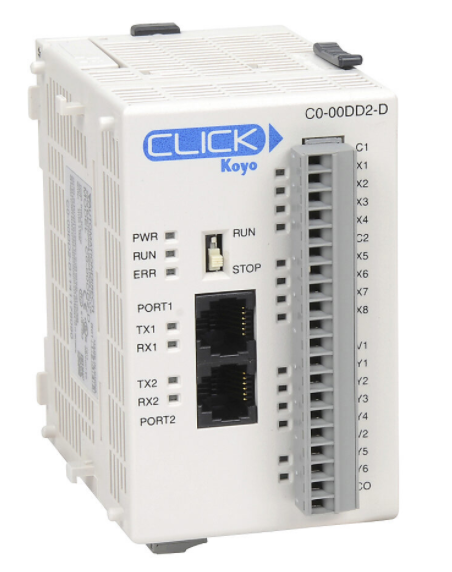 C0-00DD2-D
CLICK
Koyo
C1
X1
X2
X3
X4
C2
X5
X6
X7
X8
V1
Y1
Y2
Y3
Y4
V2
Y5
Y6
CO
PWR
RUN
ERR
RUN
STOP
PORT1
TX1
RX1
TX2
RX2
PORT2